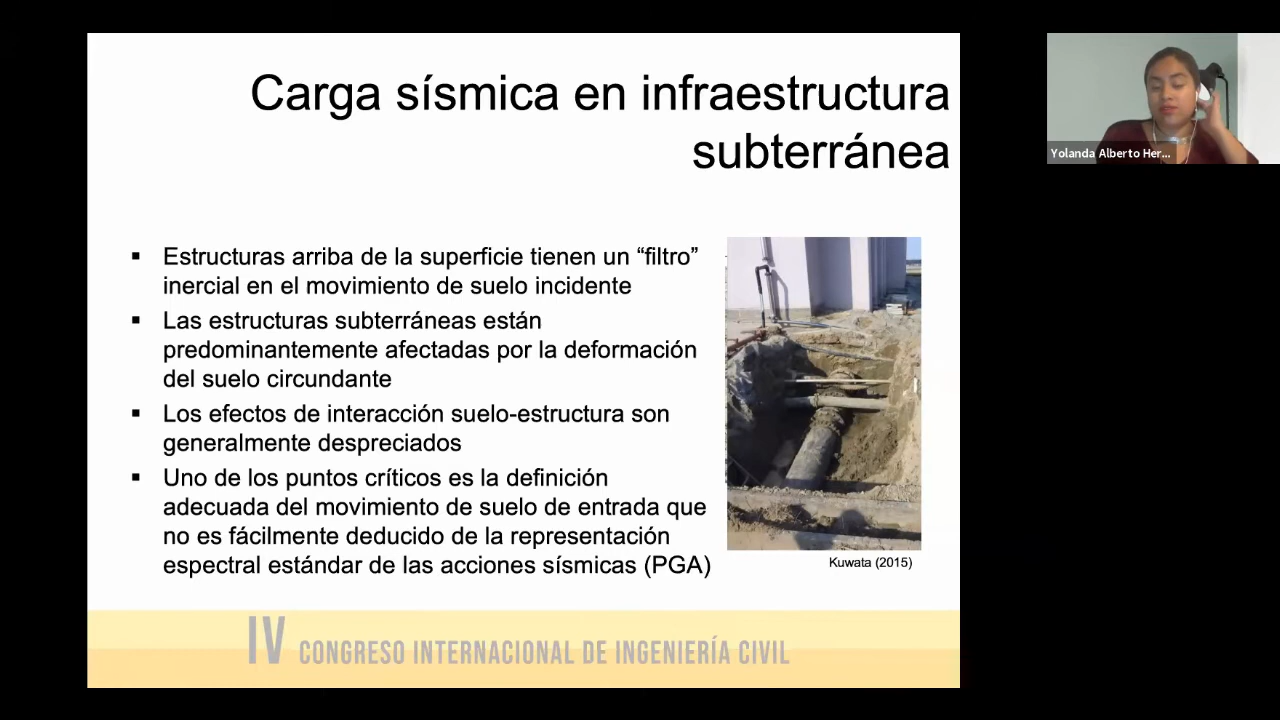 Carga sísmica en infraestructura
subterránea
Yolanda Alberto Her...
▪ Estructuras arriba de la superficie tienen un “filtro”
inercial en el movimiento de suelo incidente
▪ Las estructuras subterráneas están
predominantemente afectadas por la deformación
del suelo circundante
▪ Los efectos de interacción suelo-estructura son
generalmente despreciados
▪ Uno de los puntos críticos es la definición
adecuada del movimiento de suelo de entrada que
no es fácilmente deducido de la representación
espectral estándar de las acciones sísmicas (PGA)
Kuwata (2015)
IV CONGRESO INTERNACIONAL DE INGENIERÍA CIVIL